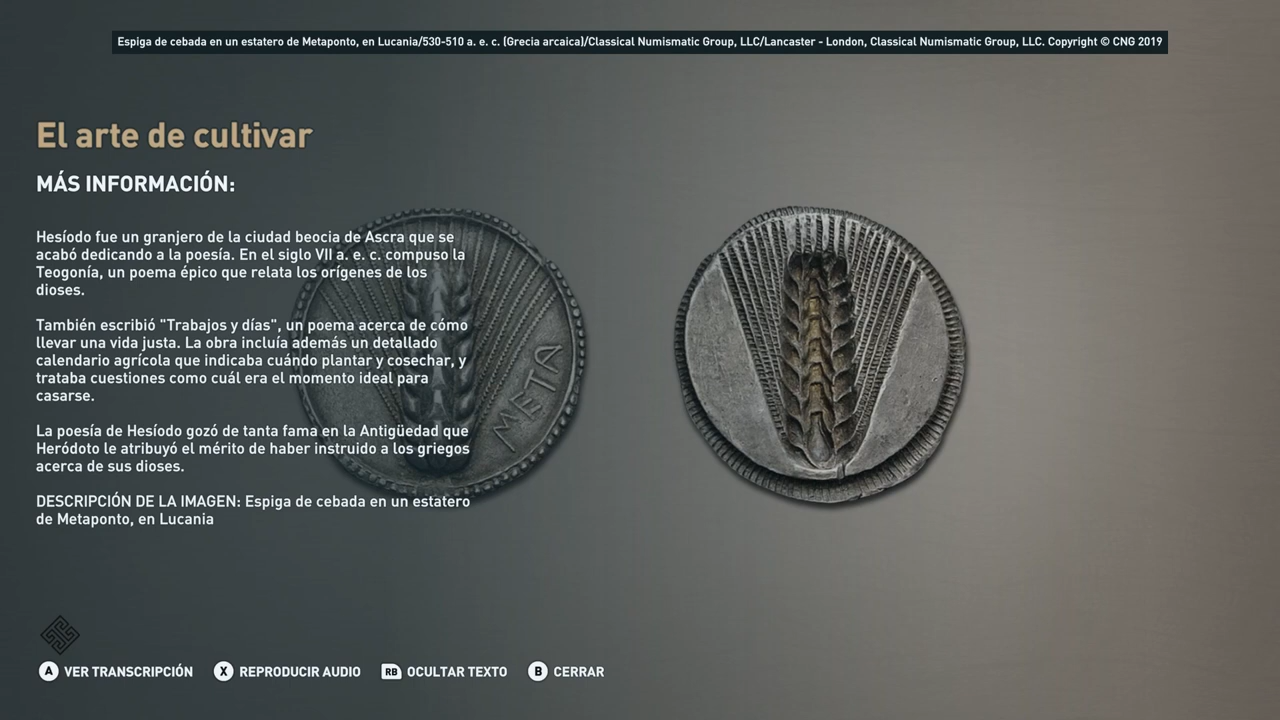 Espiga de cebada en un estatero de Metaponto, en Lucania/530-510 a. e. c. (Grecia arcaica)/Classical Numismatic Group, LLC/Lancaster - London, Classical Numismatic Group, LLC. Copyright © CNG 2019
El arte de cultivar
MÁS INFORMACIÓN:
Hesíodo fue un granjero de la ciudad beocia de Ascra que se
acabó dedicando a la poesía. En el siglo VII a. e. c. compuso la
Teogonía, un poema épico que relata los orígenes de los
dioses.
También escribió "Trabajos y días", un poema acerca de cómo
llevar una vida justa. La obra incluía además un detallado
calendario agrícola que indicaba cuándo plantar y cosechar, y
trataba cuestiones como cuál era el momento ideal para
casarse.
La poesía de Hesíodo gozó de tanta fama en la Antigüedad que
Heródoto le atribuyó el mérito de haber instruido a los griegos
acerca de sus dioses.
DESCRIPCIÓN DE LA IMAGEN: Espiga de cebada en un estatero
de Metaponto, en Lucania
META
A VER TRANSCRIPCIÓN X REPRODUCIR AUDIO RB OCULTAR TEXTO B CERRAR